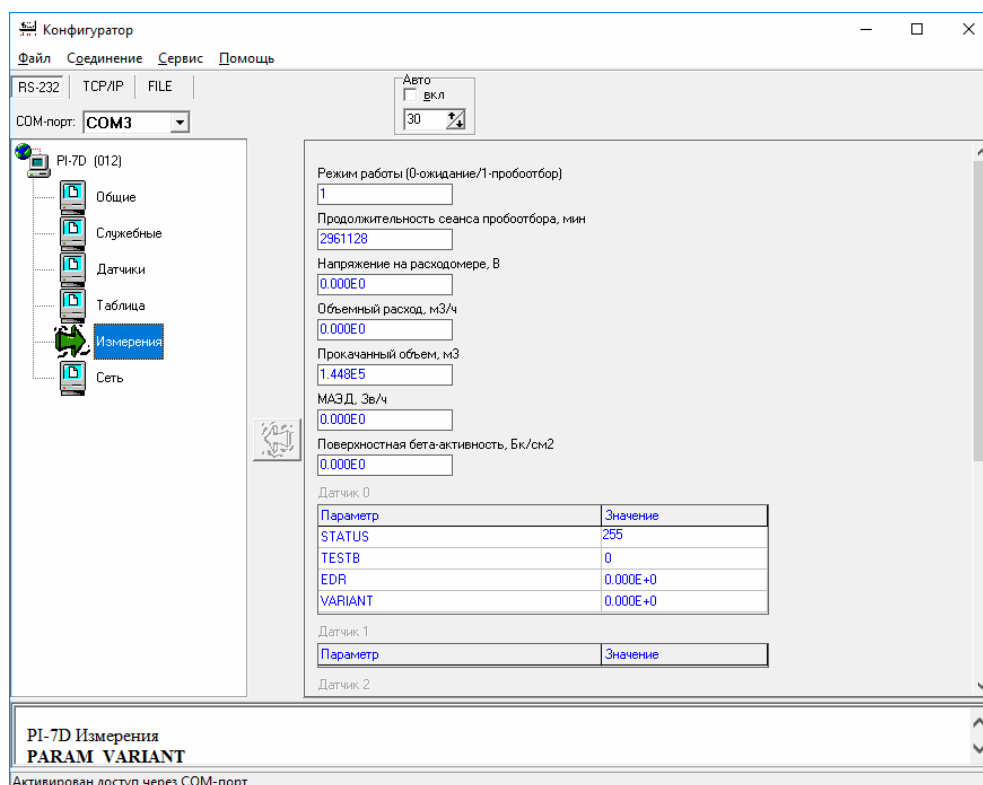 Конфигуратор
Файл Соединение Сервис Помощь
RS-232 TCP/IP FILE
Авто
вкл
30
COM-порт: COM3
PI-7D (012)
Общие
Служебные
Датчики
Таблица
Измерения
Сеть
Режим работы (0-ожидание/1-пробоотбор)
1
Продолжительность сеанса пробоотбора, мин
2961128
Напряжение на расходомере, В
0.000E0
Объемный расход, м3/ч
0.000E0
Прокачанный объем, м3
1.448E5
МАЭД, Зв/ч
0.000E0
Поверхностная бета-активность, Бк/см2
0.000E0
Датчик 0
Параметр Значение
STATUS 255
TESTB 0
EDR 0.000E+0
VARIANT 0.000E+0
Датчик 1
Параметр Значение
Датчик 2
PI-7D Измерения
PARAM VARIANT
Активирован доступ через COM-порт